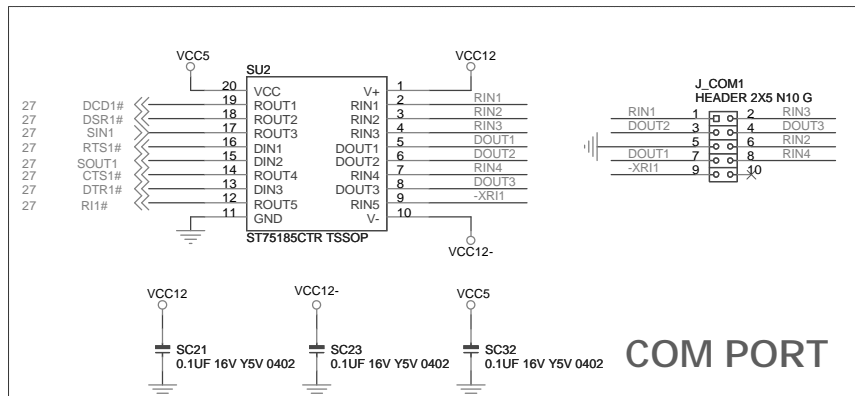 VCC5
VCC12
SU2
20 VCC V+ 1
27 DCD1# 19 ROUT1 RIN1 2 RIN1
27 DSR1# 18 ROUT2 RIN2 3 RIN2
27 SIN1 17 ROUT3 RIN3 4 RIN3
27 RTS1# 16 DIN1 DOUT1 5 DOUT1
27 SOUT1 15 DIN2 DOUT2 6 DOUT2
27 CTS1# 14 ROUT4 RIN4 7 RIN4
27 DTR1# 13 DIN3 DOUT3 8 DOUT3
27 RI1# 12 ROUT5 RIN5 9 -XRI1
11 GND V- 10
ST75185CTR TSSOP
VCC12-
J_COM1
HEADER 2X5 N10 G
RIN1 1 2 RIN3
DOUT2 3 4 DOUT3
5 6 RIN2
DOUT1 7 8 RIN4
-XRI1 9 10
VCC12
SC21
0.1UF 16V Y5V 0402
VCC12-
SC23
0.1UF 16V Y5V 0402
VCC5
SC32
0.1UF 16V Y5V 0402
COM PORT